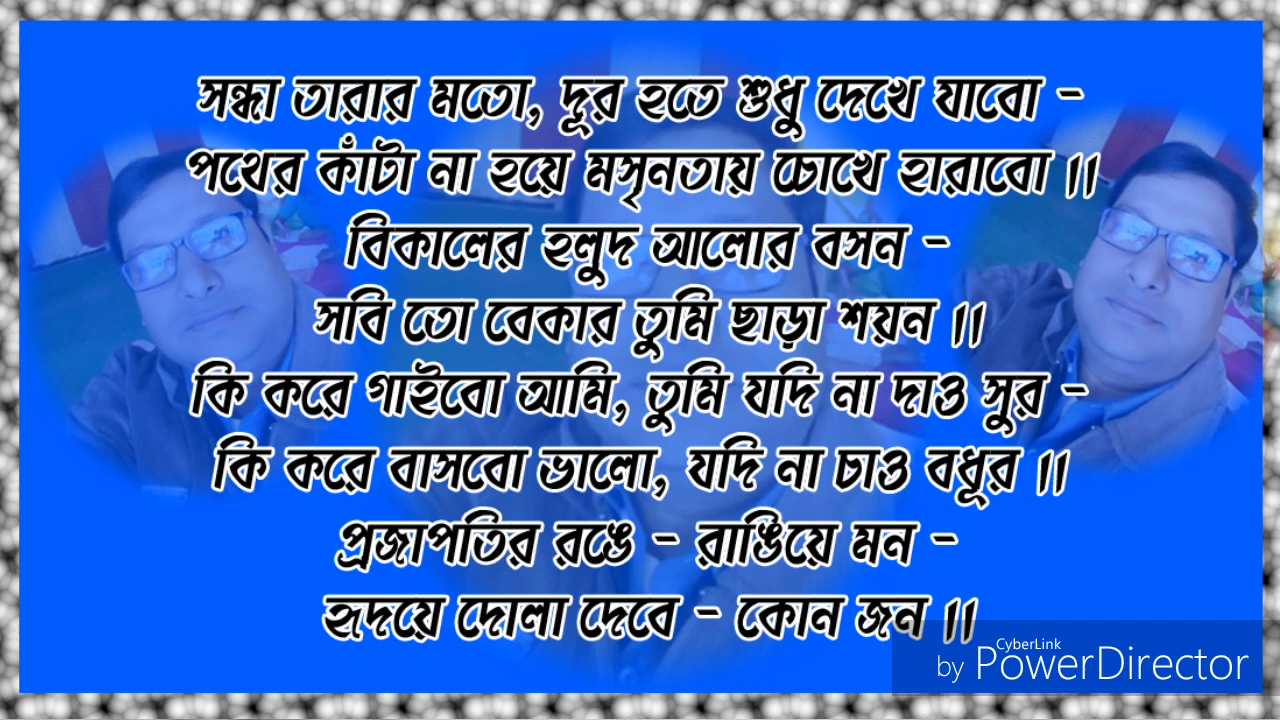 সন্ধা তারার মতো, দূর হতে শুধু দেখে যাবো -
পথের কাঁটা না হয়ে মসৃনতায় চোখে হারাবো ।।
বিকালের হলুদ আলোর বসন -
সবি তো বেকার তুমি ছাড়া শয়ন ।।
কি করে গাইবো আমি, তুমি যদি না দাও সুর -
কি করে বাসবো ভালো, যদি না চাও বধূর ।।
প্রজাপতির রঙে - রাঙিয়ে মন -
হৃদয়ে দোলা দেবে - কোন জন ।।
CyberLink
by PowerDirector